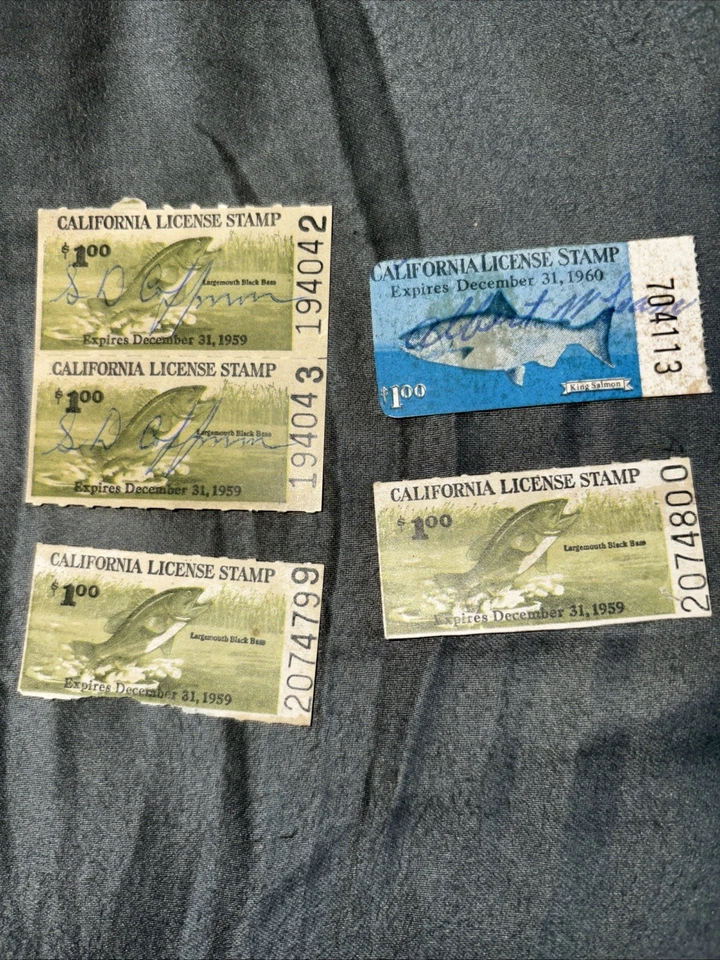 CALIFORNIA LICENSE STAMP
$1.00
Largemouth Black Bass
Expires December 31, 1959
194042
CALIFORNIA LICENSE STAMP
$1.00
Largemouth Black Bass
Expires December 31, 1959
194043
CALIFORNIA LICENSE STAMP
$1.00
Largemouth Black Bass
Expires December 31, 1959
2074799
CALIFORNIA LICENSE STAMP
Expires December 31, 1960
Albert
King Salmon
$1.00
704113
CALIFORNIA LICENSE STAMP
$1.00
Largemouth Black Bass
Expires December 31, 1959
2074800